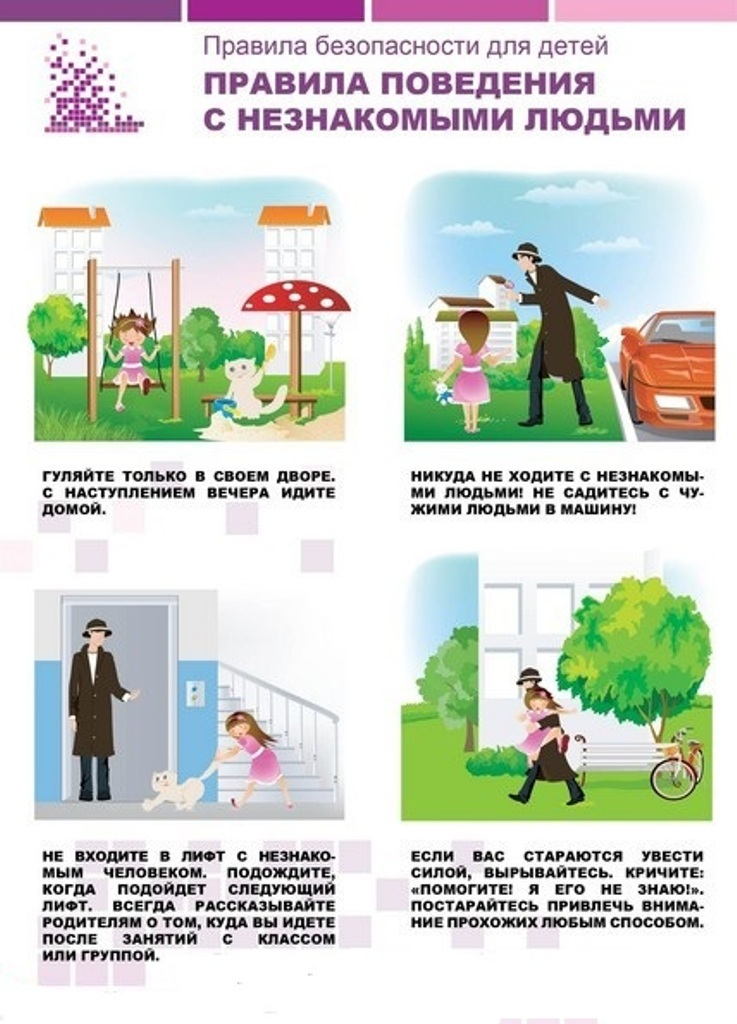 Правила безопасности для детей
ПРАВИЛА ПОВЕДЕНИЯ
С НЕЗНАКОМЫМИ ЛЮДЬМИ
ГУЛЯЙТЕ ТОЛЬКО В СВОЕМ ДВОРЕ.
С НАСТУПЛЕНИЕМ ВЕЧЕРА ИДИТЕ
ДОМОЙ.
НИКУДА НЕ ХОДИТЕ С НЕЗНАКОМЫ-
МИ ЛЮДЬМИ! НЕ САДИТЕСЬ С ЧУ-
ЖИМИ ЛЮДЬМИ В МАШИНУ!
НЕ ВХОДИТЕ В ЛИФТ С НЕЗНАКО-
МЫМ ЧЕЛОВЕКОМ. ПОДОЖДИТЕ,
КОГДА ПОДОЙДЕТ СЛЕДУЮЩИЙ
ЛИФТ. ВСЕГДА РАССКАЗЫВАЙТЕ
РОДИТЕЛЯМ О ТОМ, КУДА ВЫ ИДЕТЕ
ПОСЛЕ ЗАНЯТИЙ С КЛАССОМ
ИЛИ ГРУППОЙ.
ЕСЛИ ВАС СТАРАЮТСЯ УВЕСТИ
СИЛОЙ, ВЫРЫВАЙТЕСЬ. КРИЧИТЕ:
«ПОМОГИТЕ! Я ЕГО НЕ ЗНАЮ!».
ПОСТАРАЙТЕСЬ ПРИВЛЕЧЬ ВНИМА-
НИЕ ПРОХОЖИХ ЛЮБЫМ СПОСОБОМ.